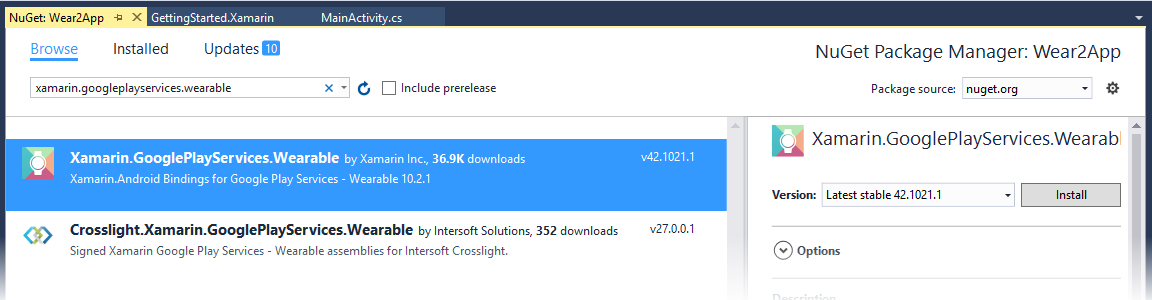 NuGet: Wear2App GettingStarted.Xamarin MainActivity.cs
Browse Installed Updates 10
NuGet Package Manager: Wear2App
xamarin.googleplayservices.wearable Include prerelease
Package source: nuget.org
Xamarin.GooglePlayServices.Wearable by Xamarin Inc., 36.9K downloads v42.1021.1
Xamarin.Android Bindings for Google Play Services - Wearable 10.2.1
Crosslight.Xamarin.GooglePlayServices.Wearable by Intersoft Solutions, 352 downloads v27.0.0.1
Signed Xamarin Google Play Services - Wearable assemblies for Intersoft Crosslight.
Xamarin.GooglePlayServices.Wearabl
Version: Latest stable 42.1021.1 Install
Options
Description